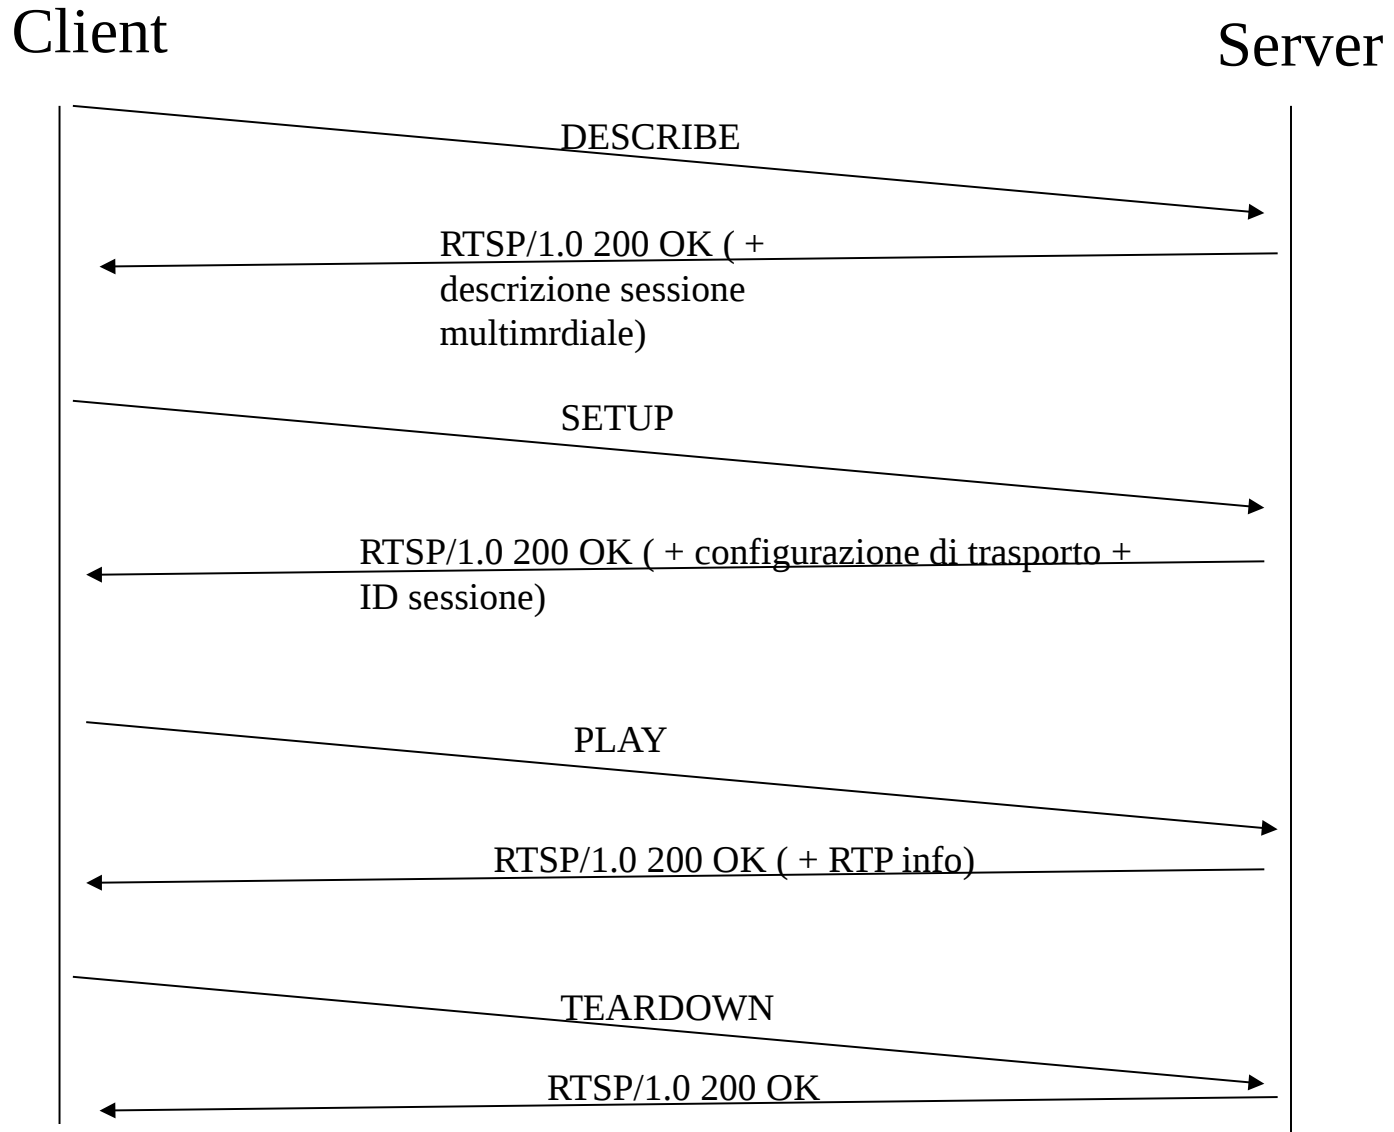 Client
Server
DESCRIBE
RTSP/1.0 200 OK ( +
descrizione sessione
multimrdiale)
SETUP
RTSP/1.0 200 OK ( + configurazione di trasporto +
ID sessione)
PLAY
RTSP/1.0 200 OK ( + RTP info)
TEARDOWN
RTSP/1.0 200 OK